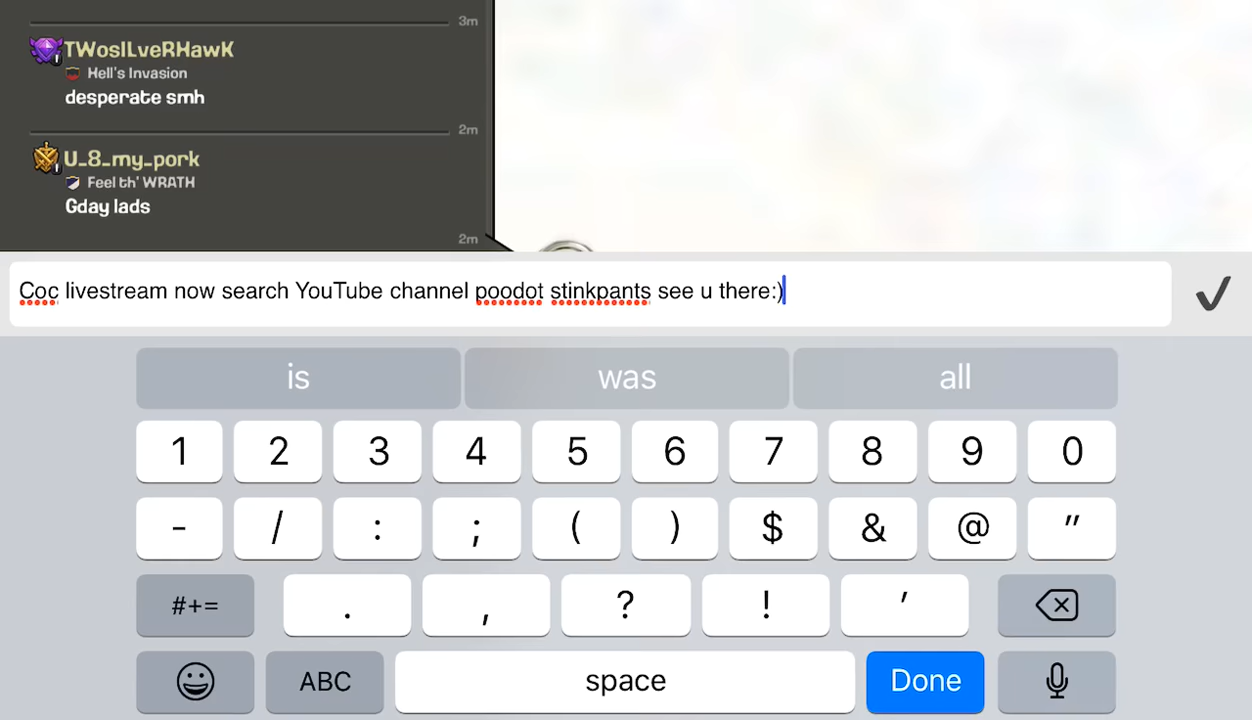 3m
TWosILveRHawK
Hell's Invasion
desperate smh
2m
U_8_my_pork
Feel th' WRATH
Gday lads
2m
Coc livestream now search YouTube channel poodot stinkpants see u there:)
is was all
1 2 3 4 5 6 7 8 9 0
- / : ; ( ) $ & @ "
#+= . , ? ! '
ABC space Done